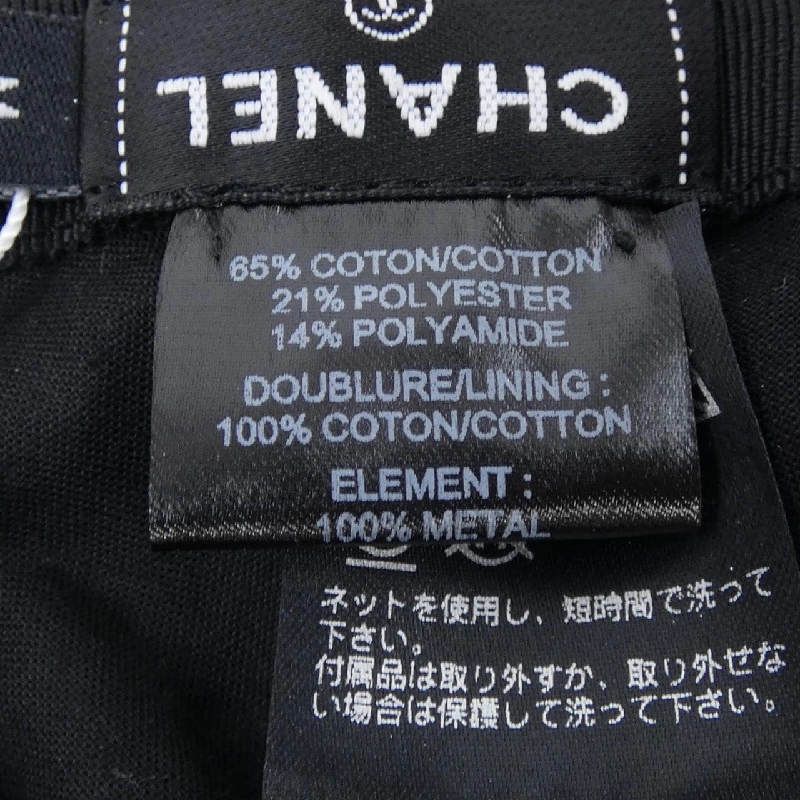 CHANEL
65% COTON/COTTON
21% POLYESTER
14% POLYAMIDE
DOUBLURE/LINING :
100% COTON/COTTON
ELEMENT :
100% METAL
ネットを使用し、短時間で洗って
下さい。
付属品は取り外すか、取り外せな
い場合は保護して洗って下さい。